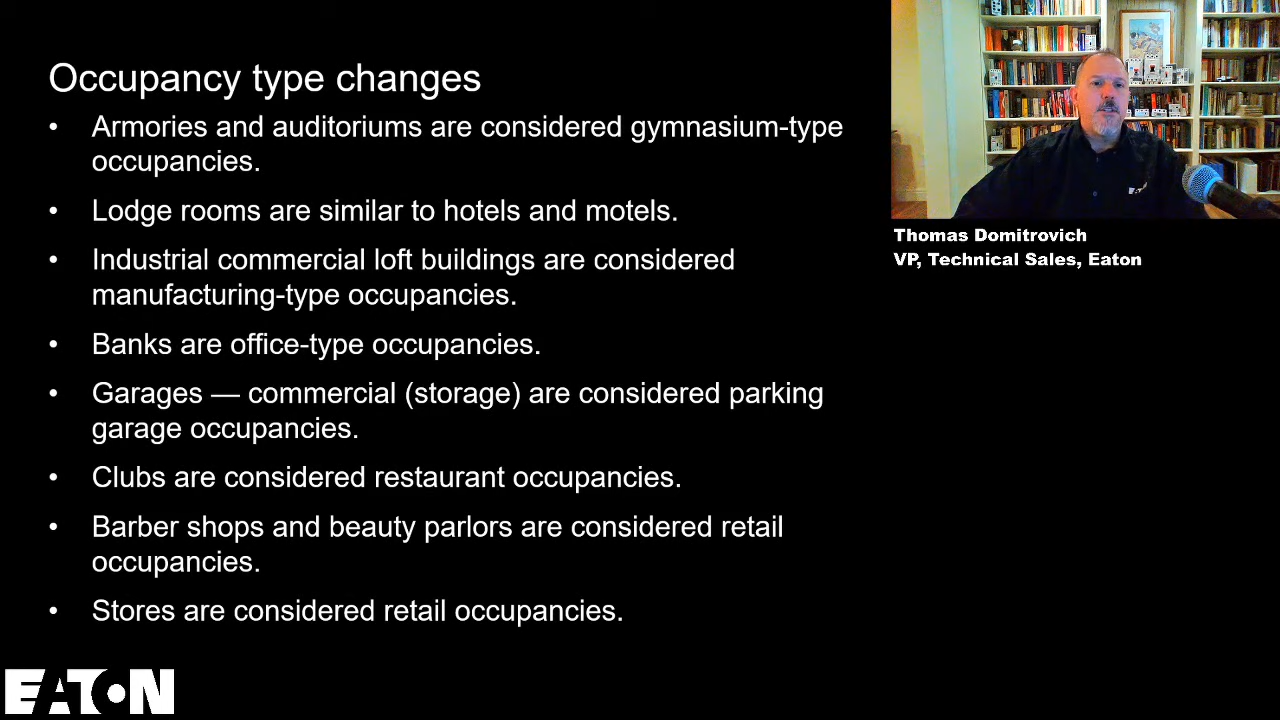 Occupancy type changes
• Armories and auditoriums are considered gymnasium-type
occupancies.
• Lodge rooms are similar to hotels and motels.
• Industrial commercial loft buildings are considered
manufacturing-type occupancies.
• Banks are office-type occupancies.
• Garages — commercial (storage) are considered parking
garage occupancies.
• Clubs are considered restaurant occupancies.
• Barber shops and beauty parlors are considered retail
occupancies.
• Stores are considered retail occupancies.
Thomas Domitrovich
VP, Technical Sales, Eaton
EATON